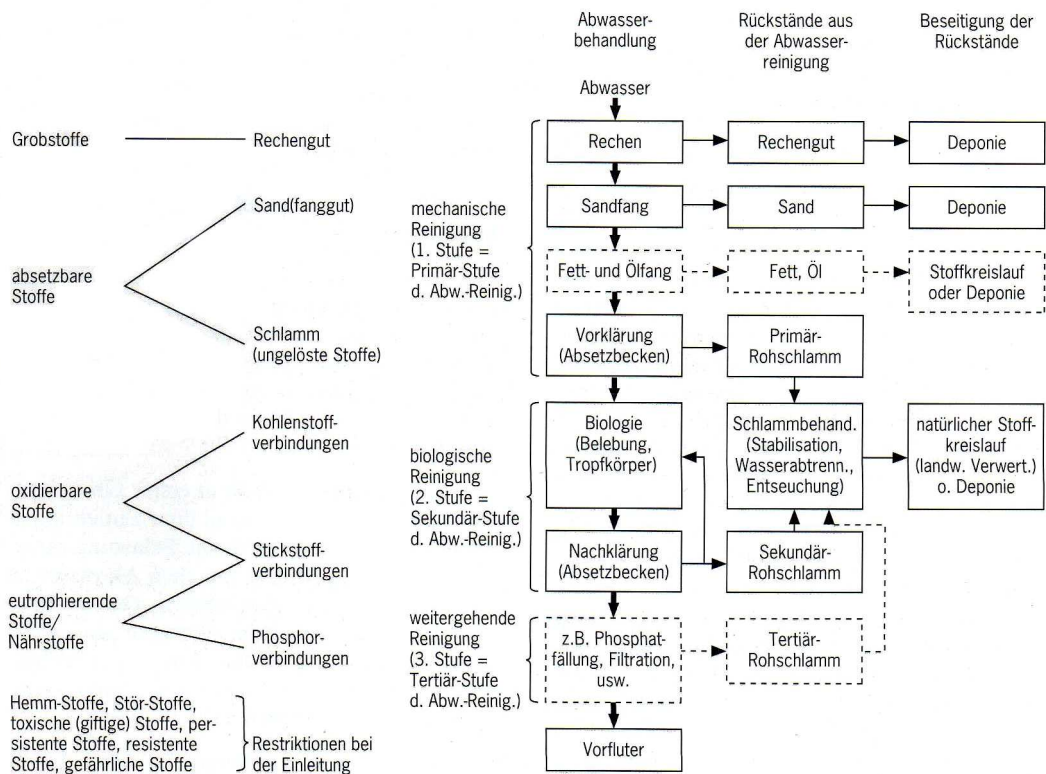 Abwasser-
behandlung
Rückstände aus
der Abwasser-
reinigung
Beseitigung der
Rückstände
Abwasser
Grobstoffe
Rechengut
Rechen
Rechengut
Deponie
absetzbare
Stoffe
Sand(fanggut)
Schlamm
(ungelöste Stoffe)
mechanische
Reinigung
(1. Stufe =
Primär-Stufe
d. Abw.-Reinig.)
Sandfang
Sand
Deponie
Fett- und Ölfang
Fett, Öl
Stoffkreislauf
oder Deponie
Vorklärung
(Absetzbecken)
Primär-
Rohschlamm
oxidierbare
Stoffe
Kohlenstoff-
verbindungen
Stickstoff-
verbindungen
biologische
Reinigung
(2. Stufe =
Sekundär-Stufe
d. Abw.-Reinig.)
Biologie
(Belebung,
Tropfkörper)
Schlammbehand.
(Stabilisation,
Wasserabtrenn.,
Entseuchung)
natürlicher Stoff-
kreislauf
(landw. Verwert.)
o. Deponie
Nachklärung
(Absetzbecken)
Sekundär-
Rohschlamm
eutrophierende
Stoffe/
Nährstoffe
Phosphor-
verbindungen
weitergehende
Reinigung
(3. Stufe =
Tertiär-Stufe
d. Abw.-Reinig.)
z.B. Phosphat-
fällung, Filtration,
usw.
Tertiär-
Rohschlamm
Hemm-Stoffe, Stör-Stoffe,
toxische (giftige) Stoffe, per-
sistente Stoffe, resistente
Stoffe, gefährliche Stoffe
Restriktionen bei
der Einleitung
Vorfluter